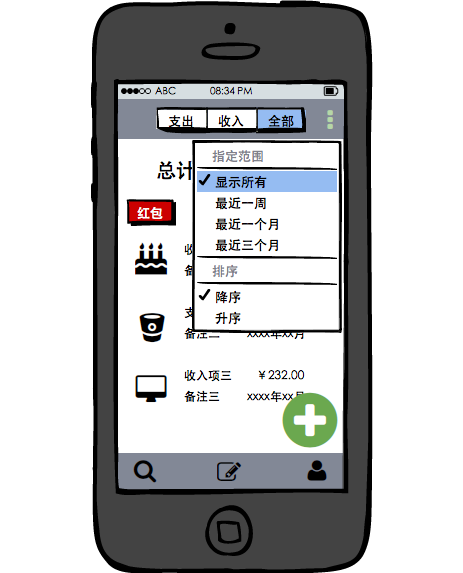 ABC 08:34 PM
支出 收入 全部
指定范围
总计
✓ 显示所有
最近一周
红包
最近一个月
最近三个月
收
备
排序
✓ 降序
支
升序
备注二 xxxx年xx月
收入项三 ￥232.00
备注三 xxxx年xx月